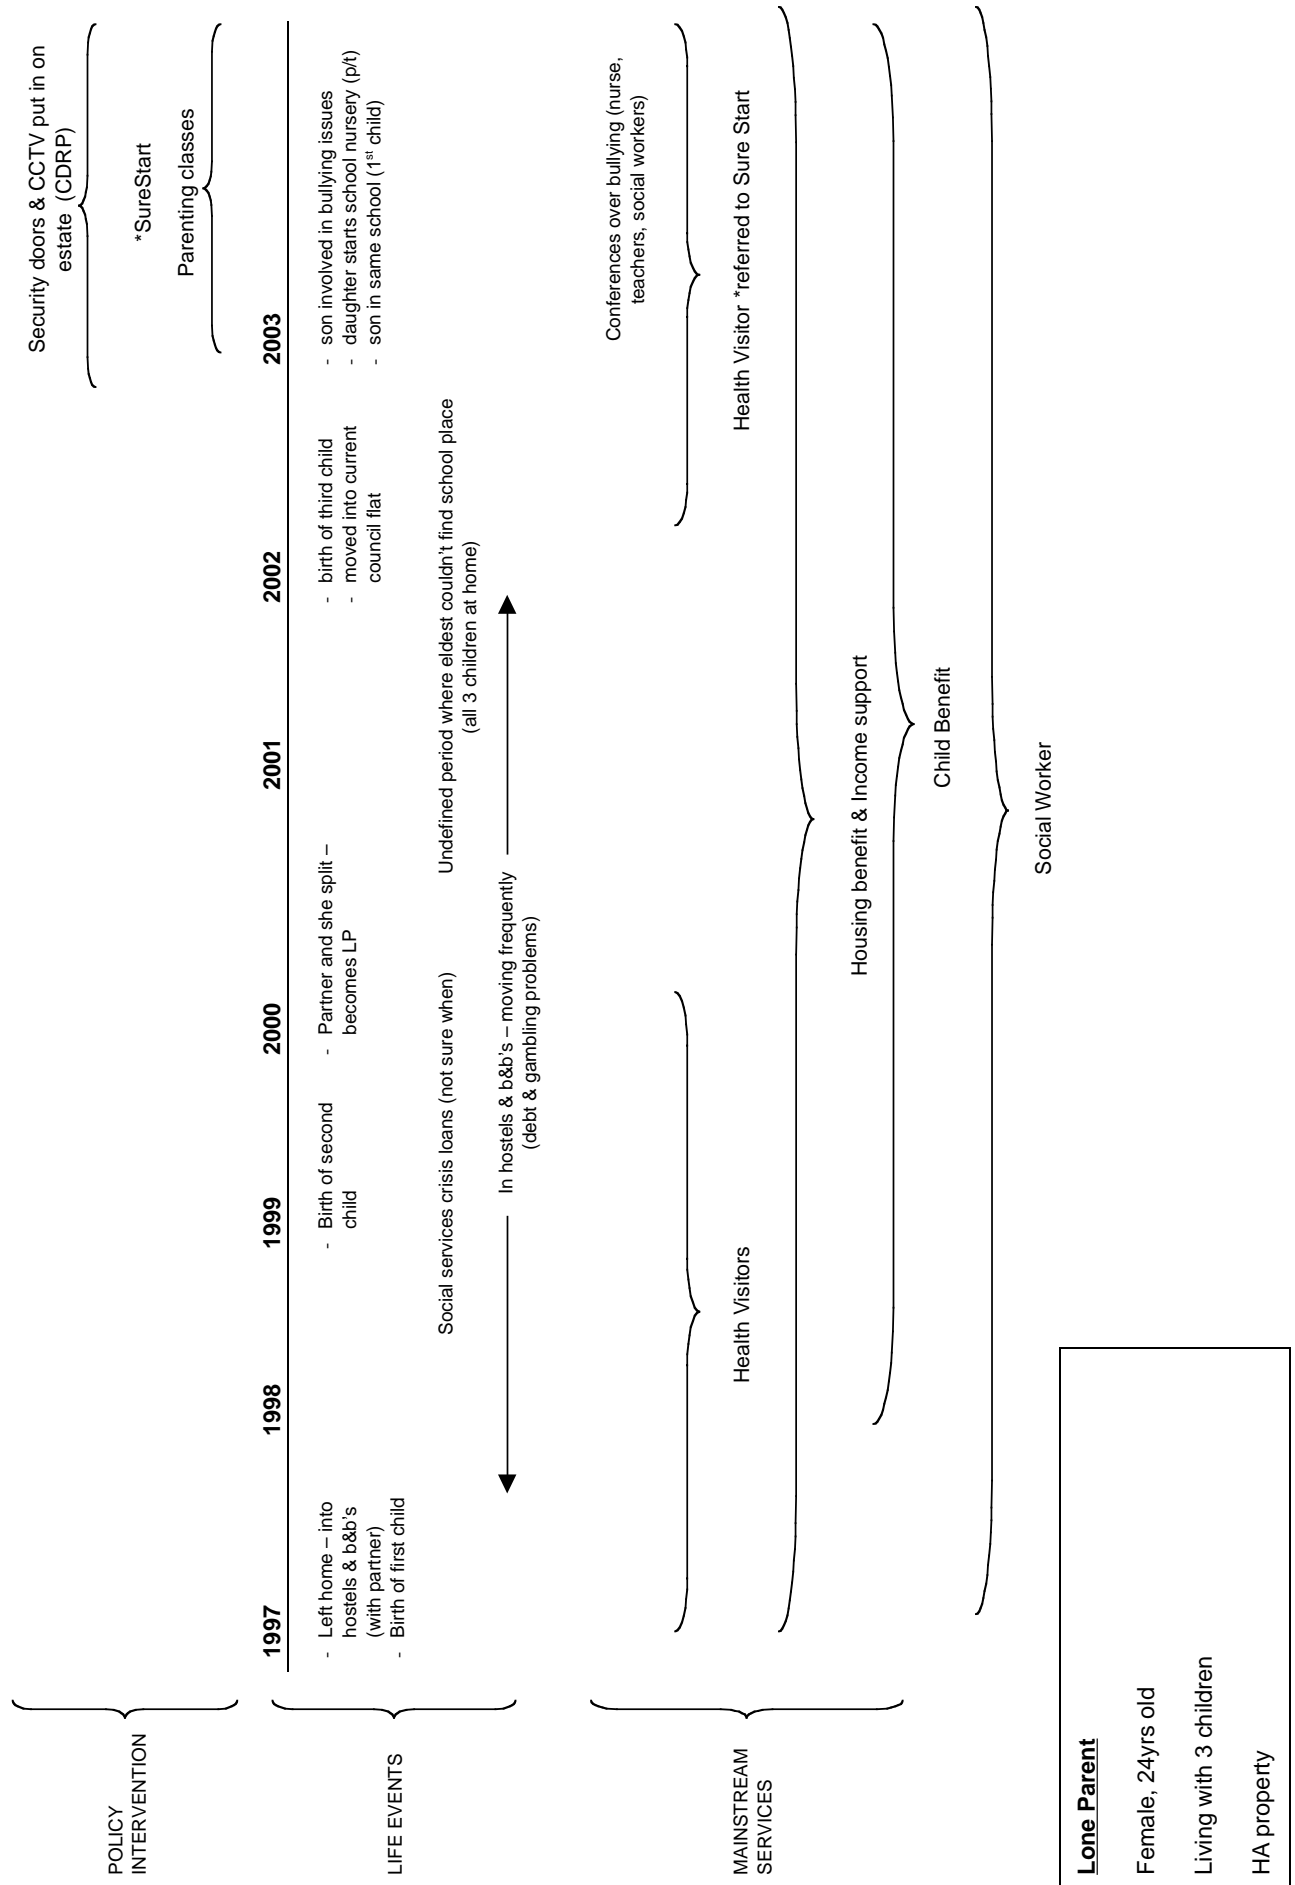 POLICY
INTERVENTION
Security doors & CCTV put in on
estate (CDRP)
*SureStart
Parenting classes
LIFE EVENTS
1997
1998
1999
2000
2001
2002
2003
- Left home – into
hostels & b&b's
(with partner)
- Birth of first child
- Birth of second
child
- Partner and she split –
becomes LP
- birth of third child
- moved into current
council flat
- son involved in bullying issues
- daughter starts school nursery (p/t)
- son in same school (1st child)
Social services crisis loans (not sure when)
Undefined period where eldest couldn't find school place
(all 3 children at home)
In hostels & b&b's – moving frequently
(debt & gambling problems)
MAINSTREAM
SERVICES
Conferences over bullying (nurse,
teachers, social workers)
Health Visitors
Health Visitor *referred to Sure Start
Housing benefit & Income support
Child Benefit
Social Worker
Lone Parent
Female, 24yrs old
Living with 3 children
HA property